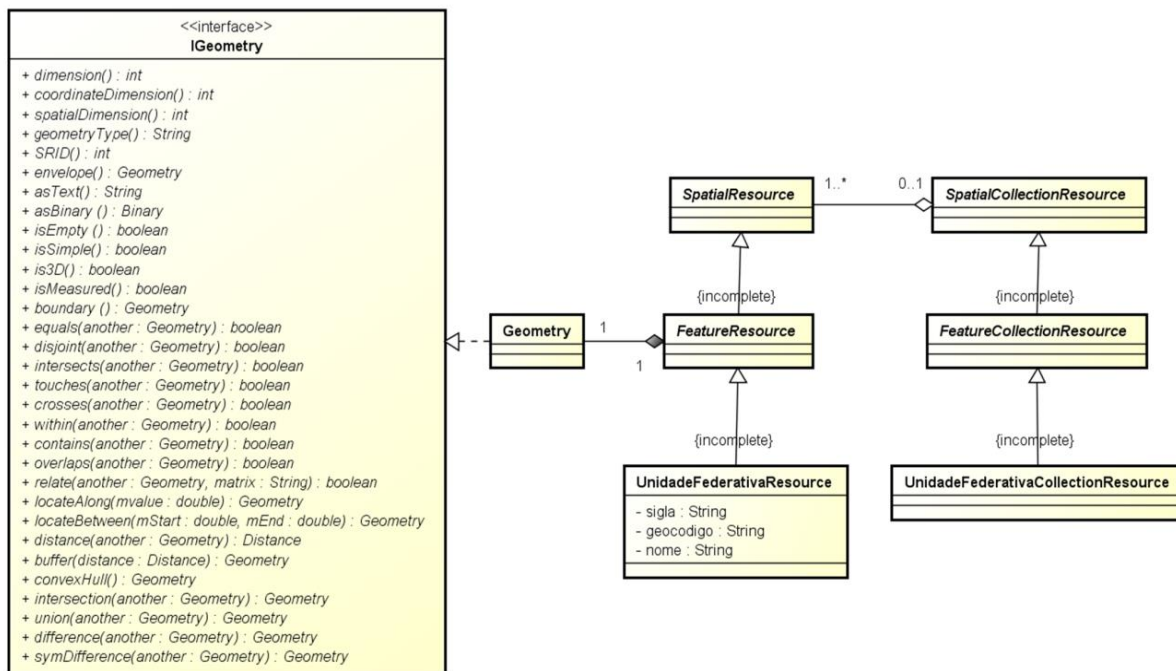 <<interface>>
IGeometry
+ dimension() : int
+ coordinateDimension() : int
+ spatialDimension() : int
+ geometryType() : String
+ SRID() : int
+ envelope() : Geometry
+ asText() : String
+ asBinary () : Binary
+ isEmpty () : boolean
+ isSimple() : boolean
+ is3D() : boolean
+ isMeasured() : boolean
+ boundary () : Geometry
+ equals(another : Geometry) : boolean
+ disjoint(another : Geometry) : boolean
+ intersects(another : Geometry) : boolean
+ touches(another : Geometry) : boolean
+ crosses(another : Geometry) : boolean
+ within(another : Geometry) : boolean
+ contains(another : Geometry) : boolean
+ overlaps(another : Geometry) : boolean
+ relate(another : Geometry, matrix : String) : boolean
+ locateAlong(mvalue : double) : Geometry
+ locateBetween(mStart : double, mEnd : double) : Geometry
+ distance(another : Geometry) : Distance
+ buffer(distance : Distance) : Geometry
+ convexHull() : Geometry
+ intersection(another : Geometry) : Geometry
+ union(another : Geometry) : Geometry
+ difference(another : Geometry) : Geometry
+ symDifference(another : Geometry) : Geometry
SpatialResource
1..*
0..1
SpatialCollectionResource
{incomplete}
{incomplete}
Geometry
1
1
FeatureResource
FeatureCollectionResource
{incomplete}
{incomplete}
UnidadeFederativaResource
- sigla : String
- geocodigo : String
- nome : String
UnidadeFederativaCollectionResource